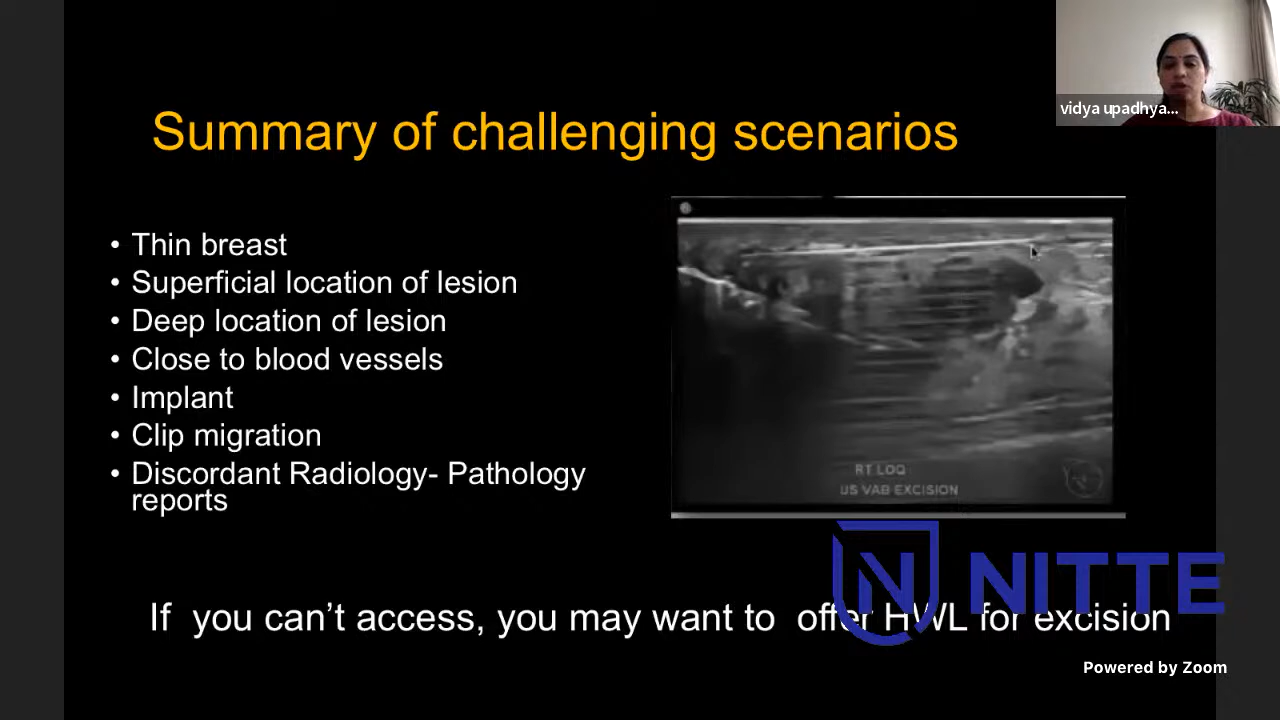 vidya upadhya...
Summary of challenging scenarios
• Thin breast
• Superficial location of lesion
• Deep location of lesion
• Close to blood vessels
• Implant
• Clip migration
• Discordant Radiology- Pathology
reports
RT LOQ
US VAB EXCISION
N NITTE
If you can’t access, you may want to offer HWL for excision
Powered by Zoom